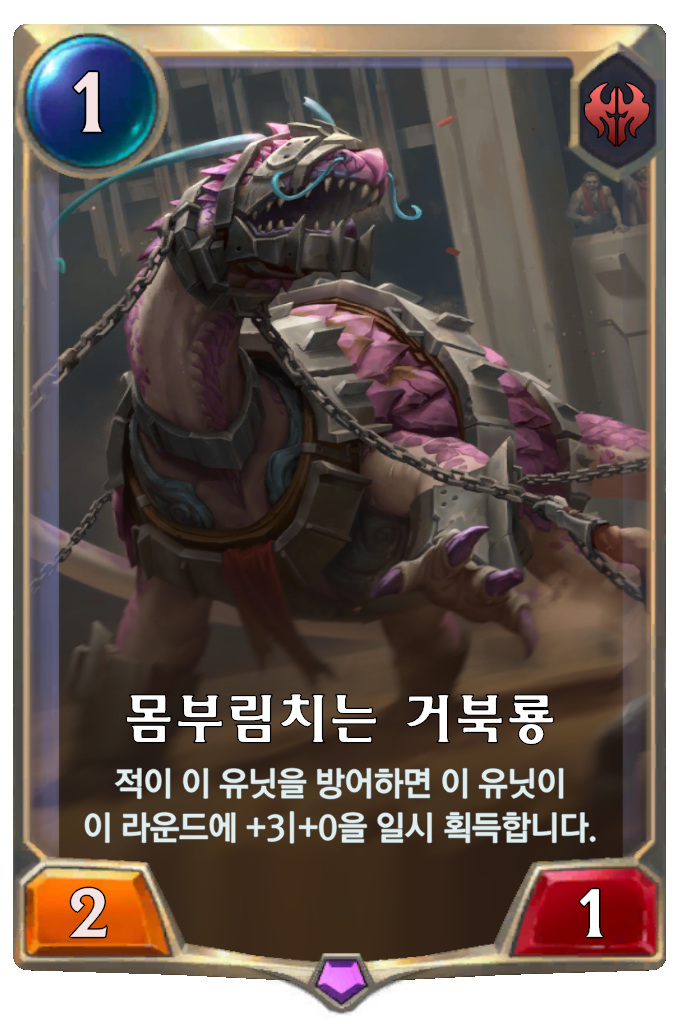 1
몸부림치는 거북룡
적이 이 유닛을 방어하면 이 유닛이
이 라운드에 +3|+0을 일시 획득합니다.
2
1